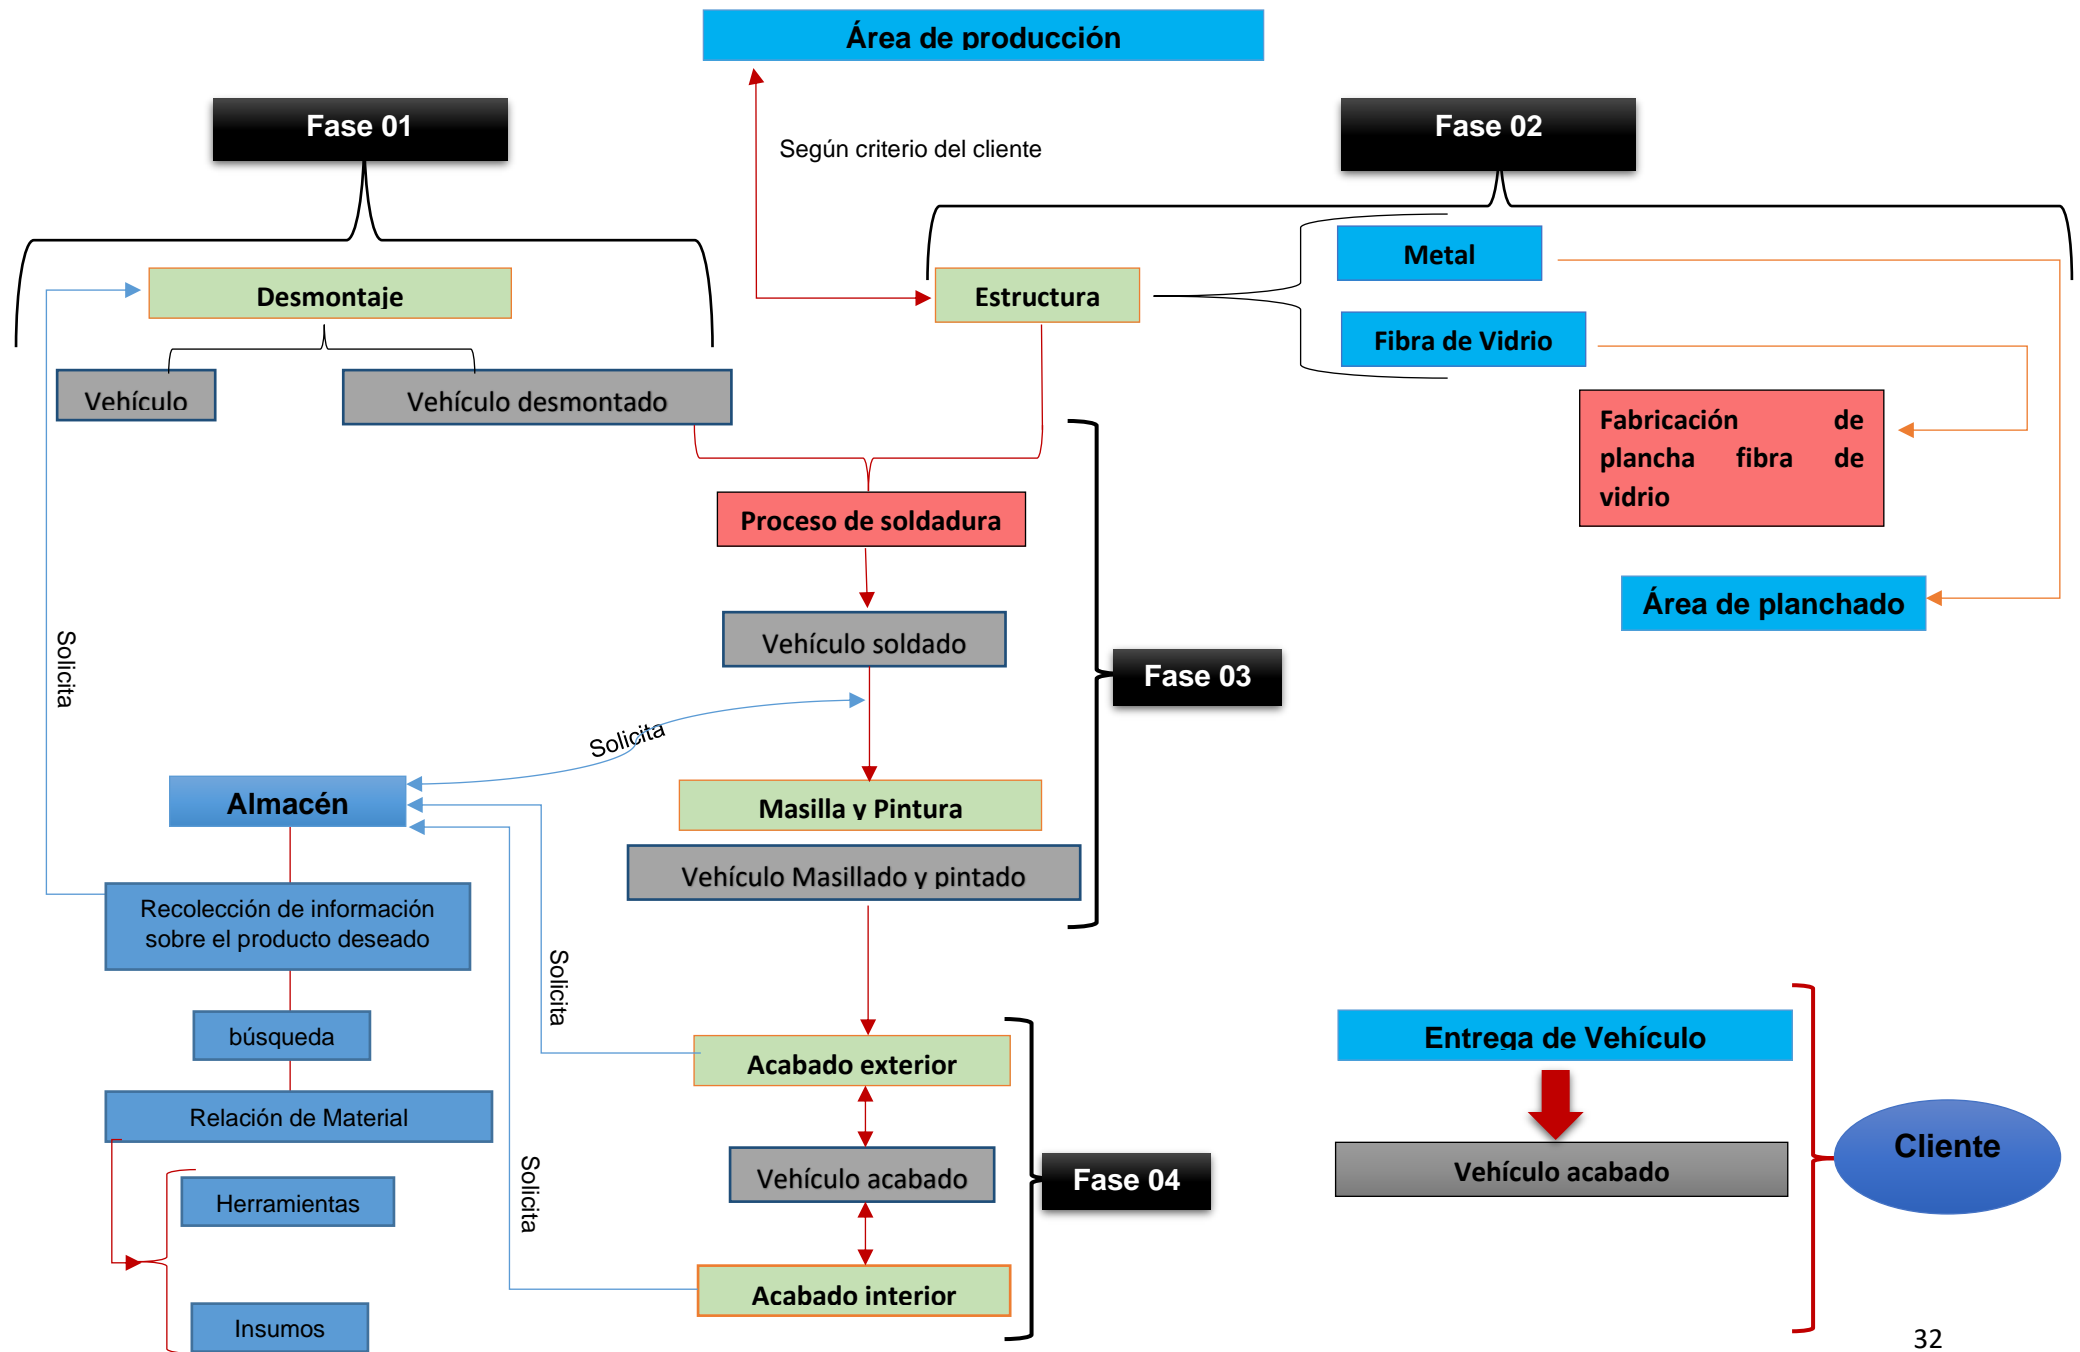 Área de producción
Fase 01
Fase 02
Según criterio del cliente
Metal
Desmontaje
Estructura
Fibra de Vidrio
Vehículo
Vehículo desmontado
Fabricación de
plancha fibra de
vidrio
Proceso de soldadura
Área de planchado
Vehículo soldado
Solicita
Fase 03
Solicita
Almacén
Masilla y Pintura
Vehículo Masillado y pintado
Recolección de información
sobre el producto deseado
Solicita
búsqueda
Acabado exterior
Entrega de Vehículo
Relación de Material
Vehículo acabado
Fase 04
Vehículo acabado
Cliente
Solicita
Herramientas
Acabado interior
Insumos
32